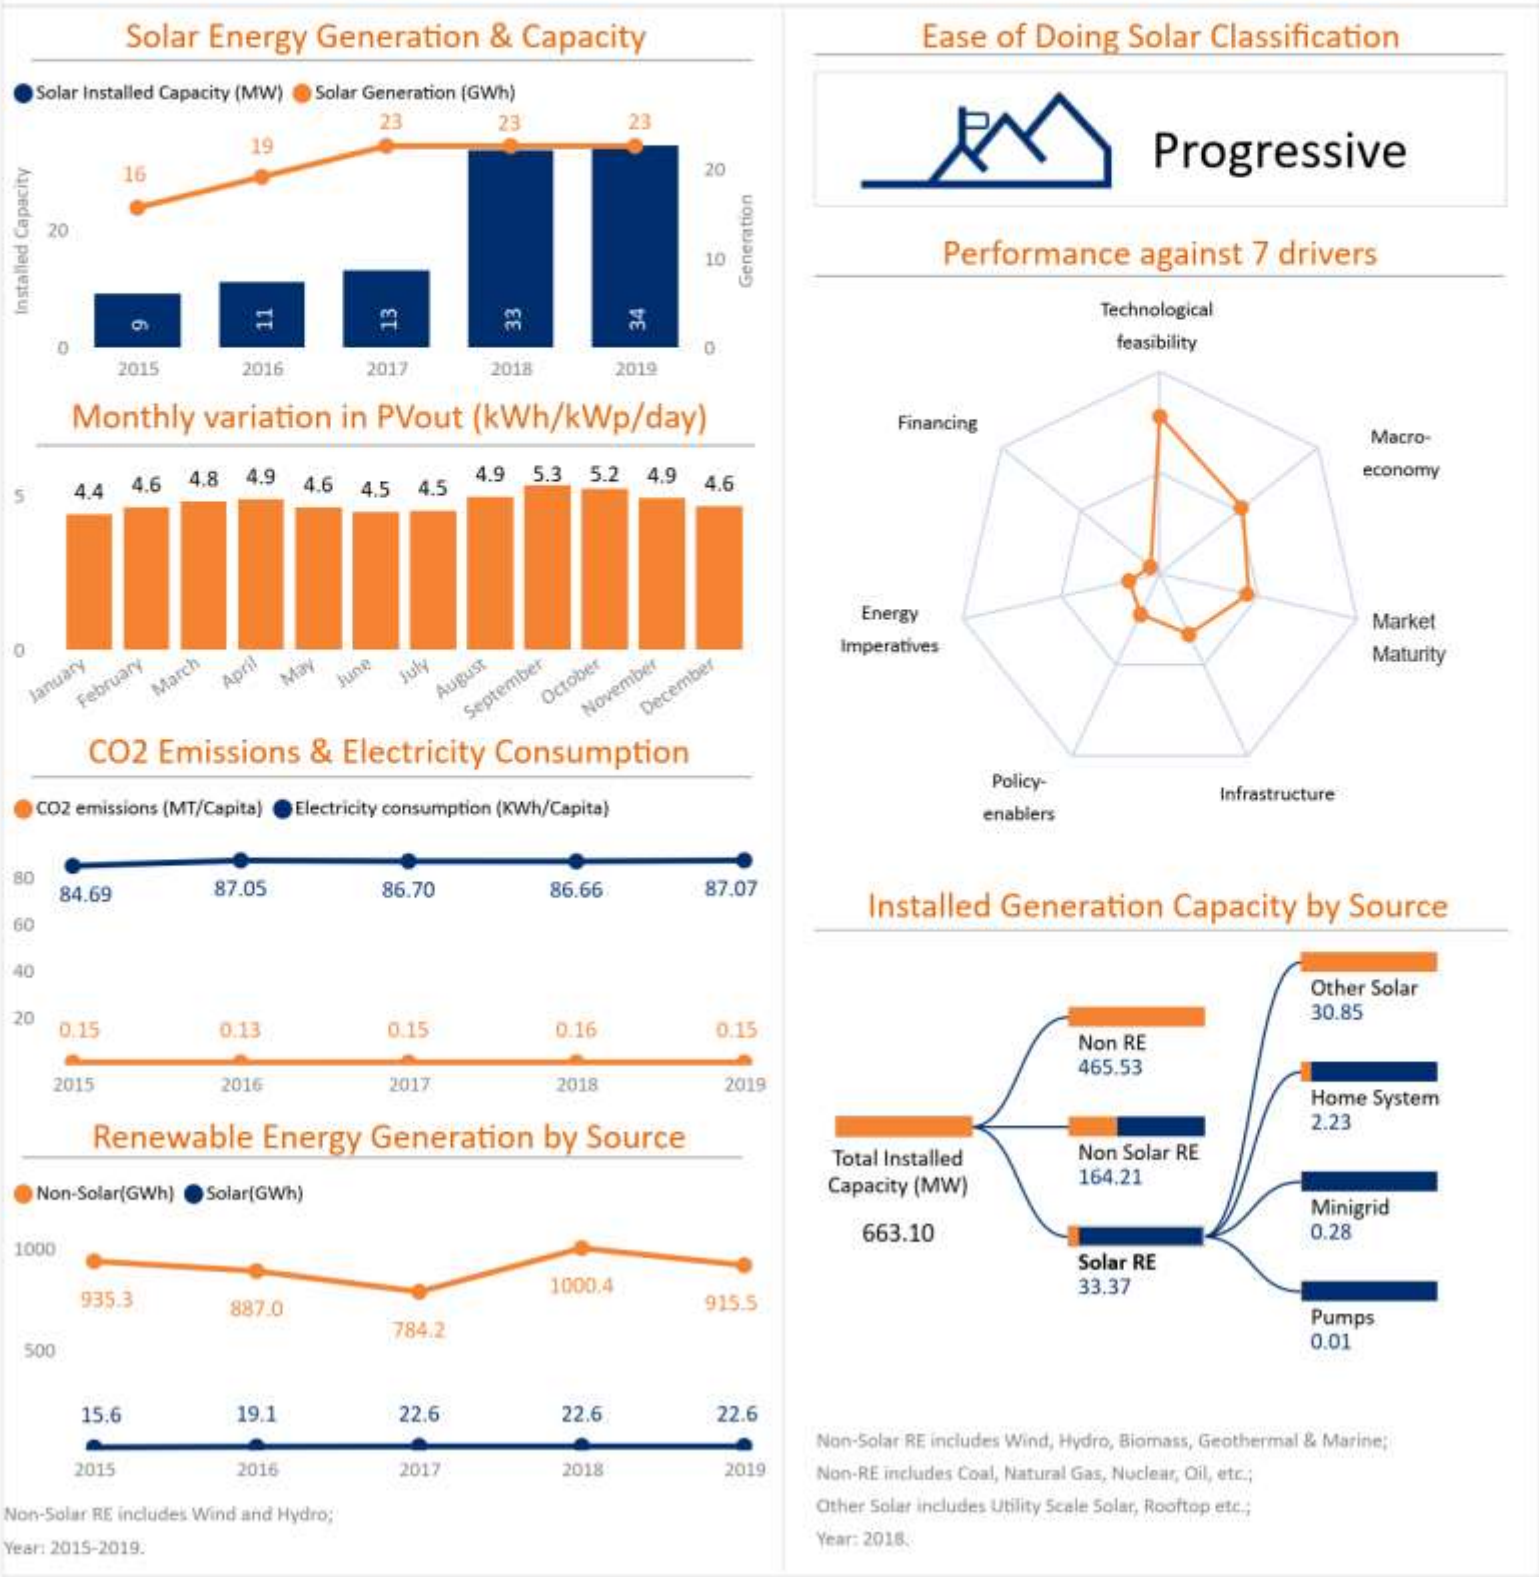 Solar Energy Generation & Capacity
Solar Installed Capacity (MW) Solar Generation (GWh)
16 19 23 23 23
Installed Capacity
20
0
20
10
0
Generation
9 11 13 33 34
2015 2016 2017 2018 2019
Monthly variation in PVout (kWh/kWp/day)
5
0
4.4 4.6 4.8 4.9 4.6 4.5 4.5 4.9 5.3 5.2 4.9 4.6
January February March April May June July August September October November December
CO2 Emissions & Electricity Consumption
CO2 emissions (MT/Capita) Electricity consumption (KWh/Capita)
80
60
40
20
84.69 87.05 86.70 86.66 87.07
0.15 0.13 0.15 0.16 0.15
2015 2016 2017 2018 2019
Renewable Energy Generation by Source
Non-Solar(GWh) Solar(GWh)
1000
500
935.3 887.0 784.2 1000.4 915.5
15.6 19.1 22.6 22.6 22.6
2015 2016 2017 2018 2019
Non-Solar RE includes Wind and Hydro;
Year: 2015-2019.
Ease of Doing Solar Classification
Progressive
Performance against 7 drivers
Technological
feasibility
Macro-
economy
Market
Maturity
Infrastructure
Policy-
enablers
Energy
Imperatives
Financing
Installed Generation Capacity by Source
Total Installed
Capacity (MW)
663.10
Non RE
465.53
Non Solar RE
164.21
Solar RE
33.37
Other Solar
30.85
Home System
2.23
Minigrid
0.28
Pumps
0.01
Non-Solar RE includes Wind, Hydro, Biomass, Geothermal & Marine;
Non-RE includes Coal, Natural Gas, Nuclear, Oil, etc.;
Other Solar includes Utility Scale Solar, Rooftop etc.;
Year: 2018.